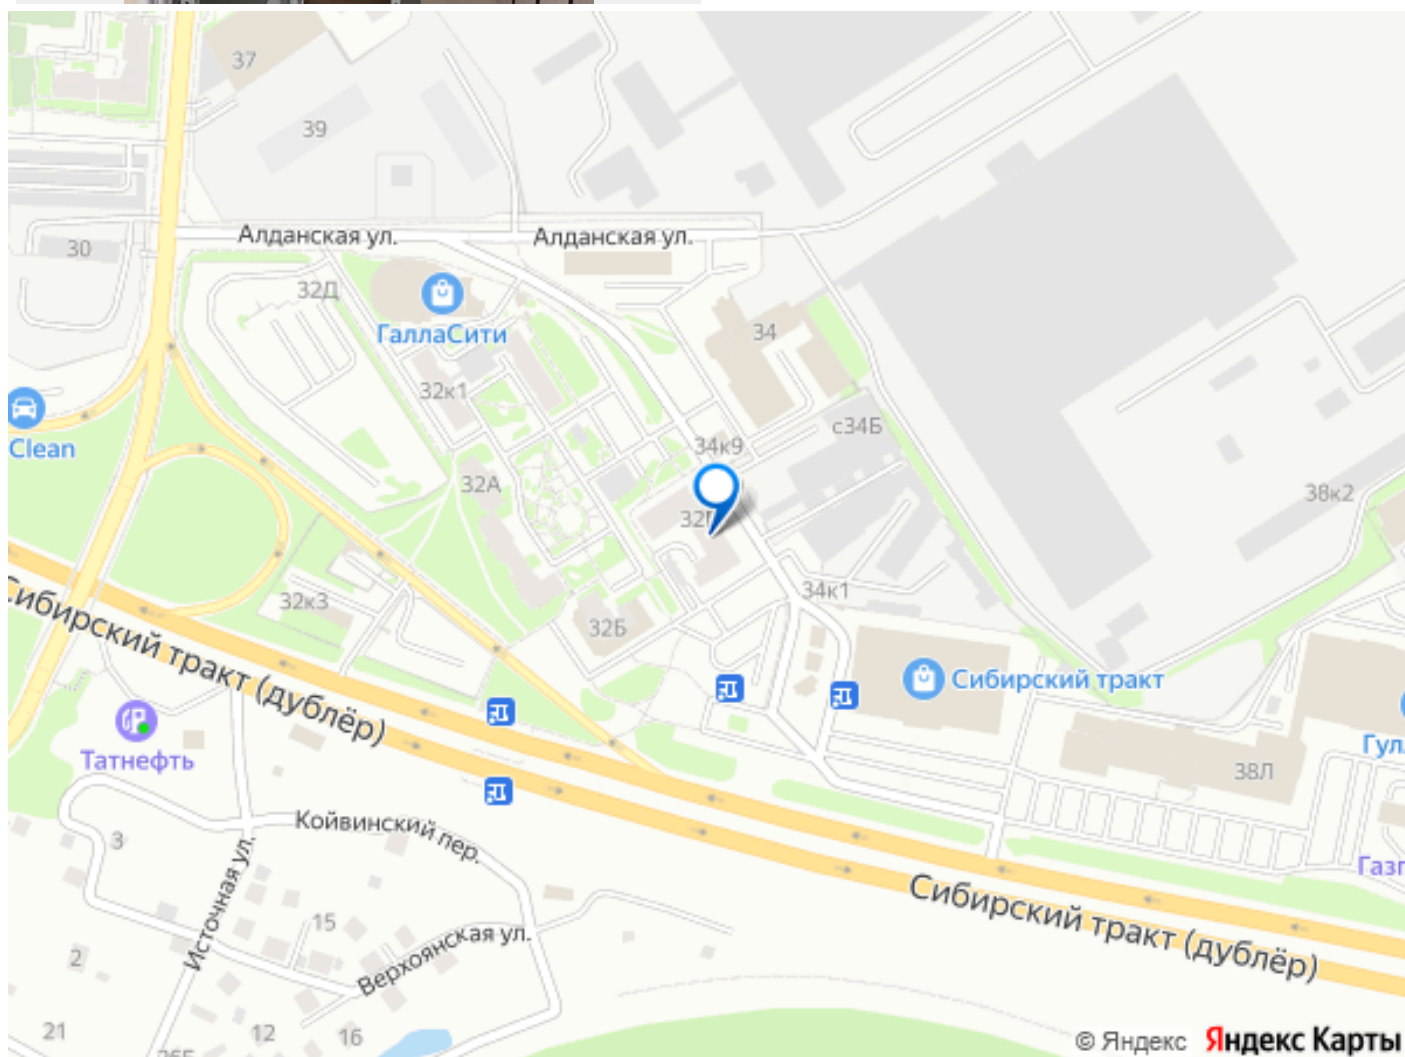 37
39
30
Алданская ул.
Алданская ул.
32Д
ГаллаСити
34
32к1
с34Б
Clean
34к9
32А
38к2
32к3
34к1
32Б
Сибирский тракт (дублёр)
Сибирский тракт
Татнефть
38Л
Койвинский пер.
3
Источная ул.
15
Верхоянская ул.
Сибирский тракт (дублёр)
2
21
12
16
© Яндекс Яндекс Карты